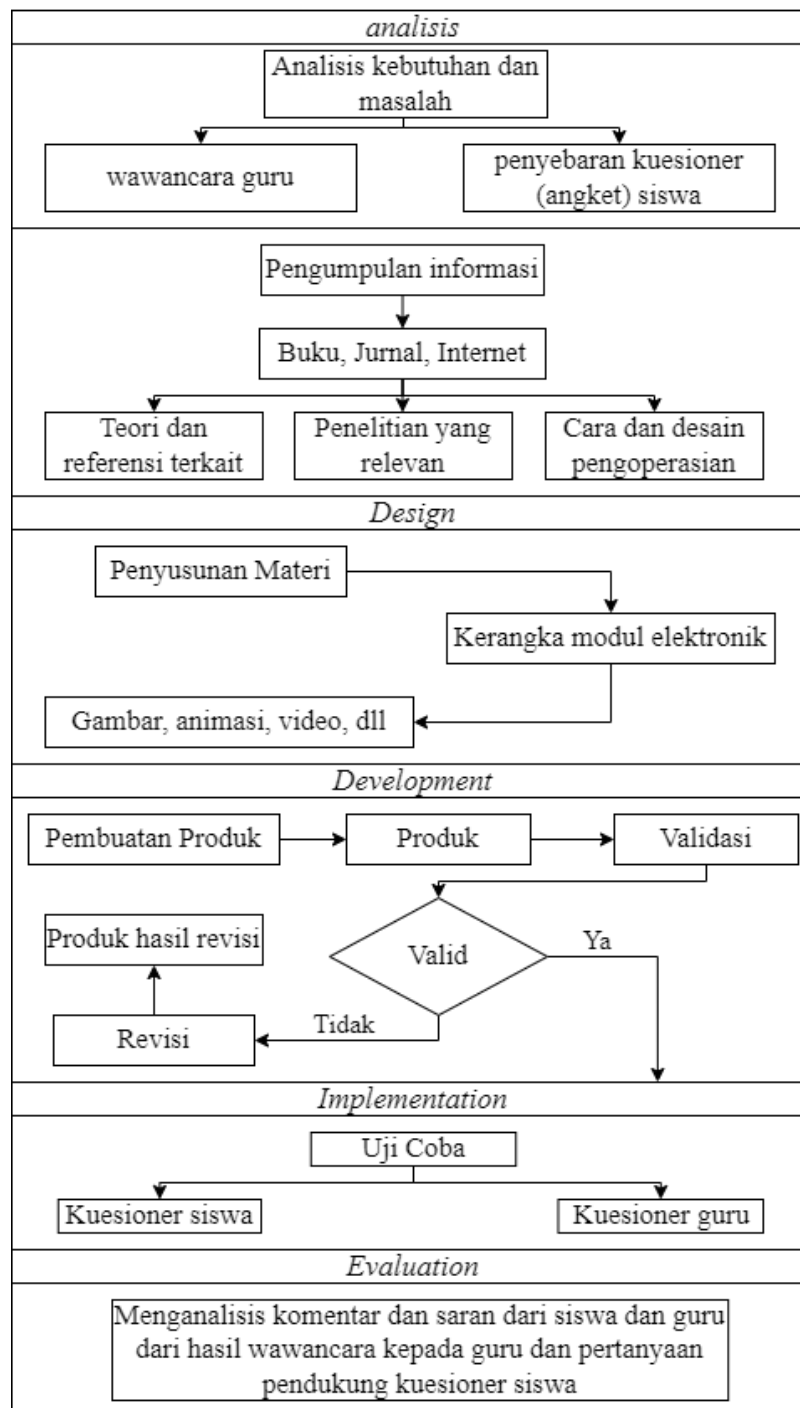 analisis
Analisis kebutuhan dan
masalah
wawancara guru
penyebaran kuesioner
(angket) siswa
Pengumpulan informasi
Buku, Jurnal, Internet
Teori dan
referensi terkait
Penelitian yang
relevan
Cara dan desain
pengoperasian
Design
Penyusunan Materi
Kerangka modul elektronik
Gambar, animasi, video, dll
Development
Pembuatan Produk
Produk
Validasi
Produk hasil revisi
Valid
Ya
Tidak
Revisi
Implementation
Uji Coba
Kuesioner siswa
Kuesioner guru
Evaluation
Menganalisis komentar dan saran dari siswa dan guru
dari hasil wawancara kepada guru dan pertanyaan
pendukung kuesioner siswa